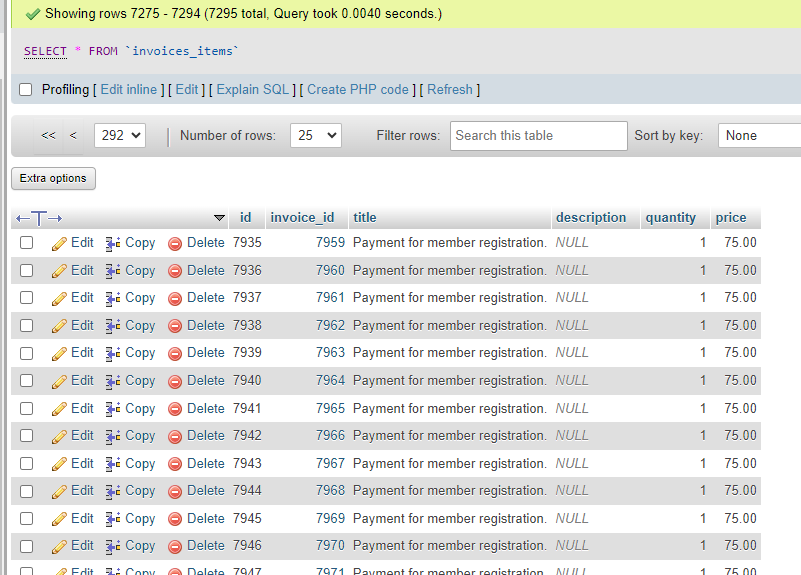 Showing rows 7275 - 7294 (7295 total, Query took 0.0040 seconds.)
SELECT * FROM `invoices_items`
Profiling [ Edit inline ] [ Edit ] [ Explain SQL ] [ Create PHP code ] [ Refresh ]
<< < 292 Number of rows: 25 Filter rows: Search this table Sort by key: None
Extra options
id invoice_id title description quantity price
Edit Copy Delete 7935 7959 Payment for member registration. NULL 1 75.00
Edit Copy Delete 7936 7960 Payment for member registration. NULL 1 75.00
Edit Copy Delete 7937 7961 Payment for member registration. NULL 1 75.00
Edit Copy Delete 7938 7962 Payment for member registration. NULL 1 75.00
Edit Copy Delete 7939 7963 Payment for member registration. NULL 1 75.00
Edit Copy Delete 7940 7964 Payment for member registration. NULL 1 75.00
Edit Copy Delete 7941 7965 Payment for member registration. NULL 1 75.00
Edit Copy Delete 7942 7966 Payment for member registration. NULL 1 75.00
Edit Copy Delete 7943 7967 Payment for member registration. NULL 1 75.00
Edit Copy Delete 7944 7968 Payment for member registration. NULL 1 75.00
Edit Copy Delete 7945 7969 Payment for member registration. NULL 1 75.00
Edit Copy Delete 7946 7970 Payment for member registration. NULL 1 75.00
Edit Copy Delete 7947 7971 Payment for member registration. NULL 1 75.00